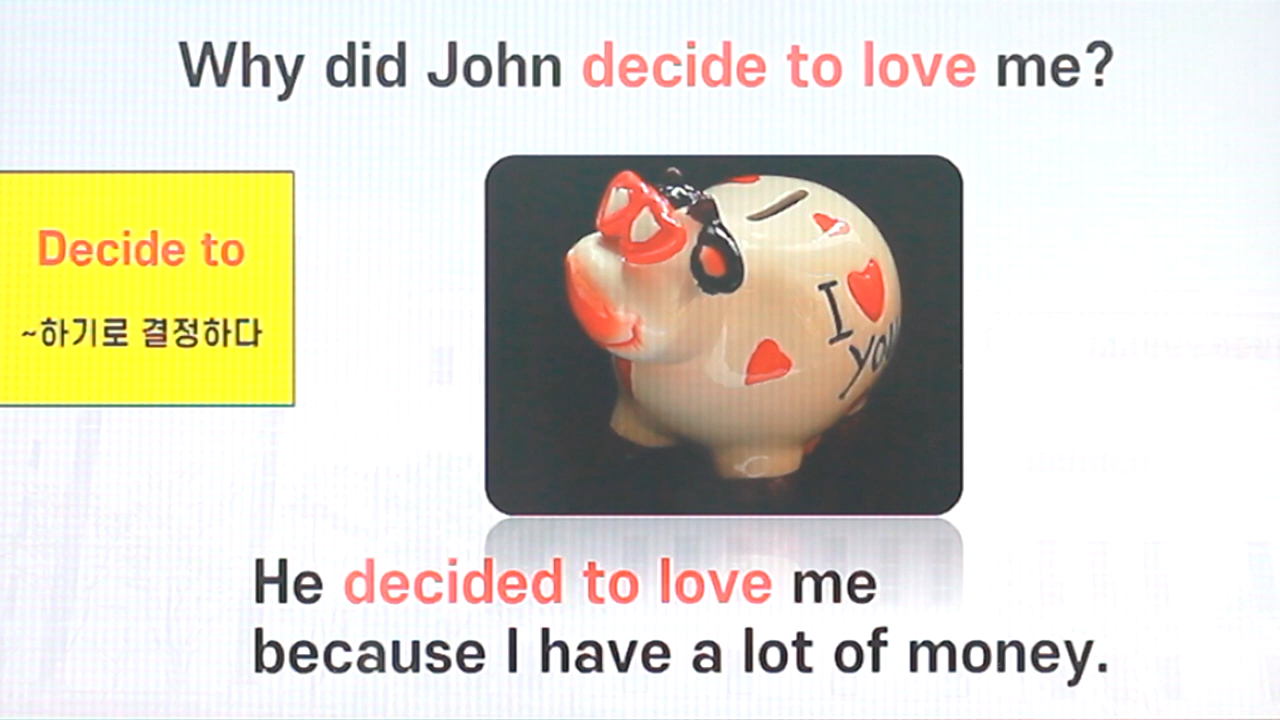 Why did John decide to love me?
Decide to
~하기로 결정하다
I
you
He decided to love me
because I have a lot of money.